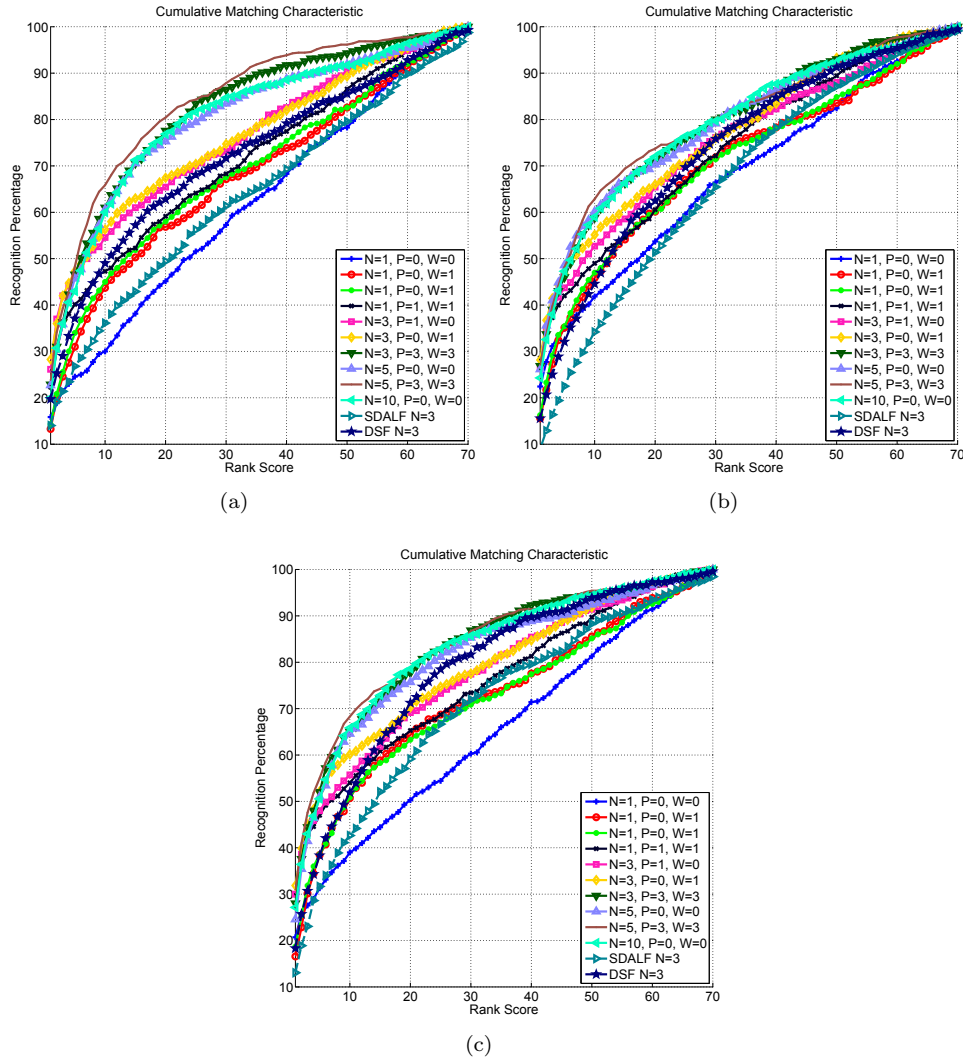 Cumulative Matching Characteristic
Recognition Percentage
100
90
80
70
60
50
40
30
20
10
10 20 30 40 50 60 70
Rank Score
N=1, P=0, W=0
N=1, P=0, W=1
N=1, P=0, W=1
N=1, P=1, W=1
N=3, P=1, W=0
N=3, P=0, W=1
N=3, P=3, W=3
N=5, P=0, W=0
N=5, P=3, W=3
N=10, P=0, W=0
SDALF N=3
DSF N=3
(a)
Cumulative Matching Characteristic
Recognition Percentage
100
90
80
70
60
50
40
30
20
10
10 20 30 40 50 60 70
Rank Score
N=1, P=0, W=0
N=1, P=0, W=1
N=1, P=0, W=1
N=1, P=1, W=1
N=3, P=1, W=0
N=3, P=0, W=1
N=3, P=3, W=3
N=5, P=0, W=0
N=5, P=3, W=3
N=10, P=0, W=0
SDALF N=3
DSF N=3
(b)
Cumulative Matching Characteristic
Recognition Percentage
100
90
80
70
60
50
40
30
20
10
10 20 30 40 50 60 70
Rank Score
N=1, P=0, W=0
N=1, P=0, W=1
N=1, P=0, W=1
N=1, P=1, W=1
N=3, P=1, W=0
N=3, P=0, W=1
N=3, P=3, W=3
N=5, P=0, W=0
N=5, P=3, W=3
N=10, P=0, W=0
SDALF N=3
DSF N=3
(c)